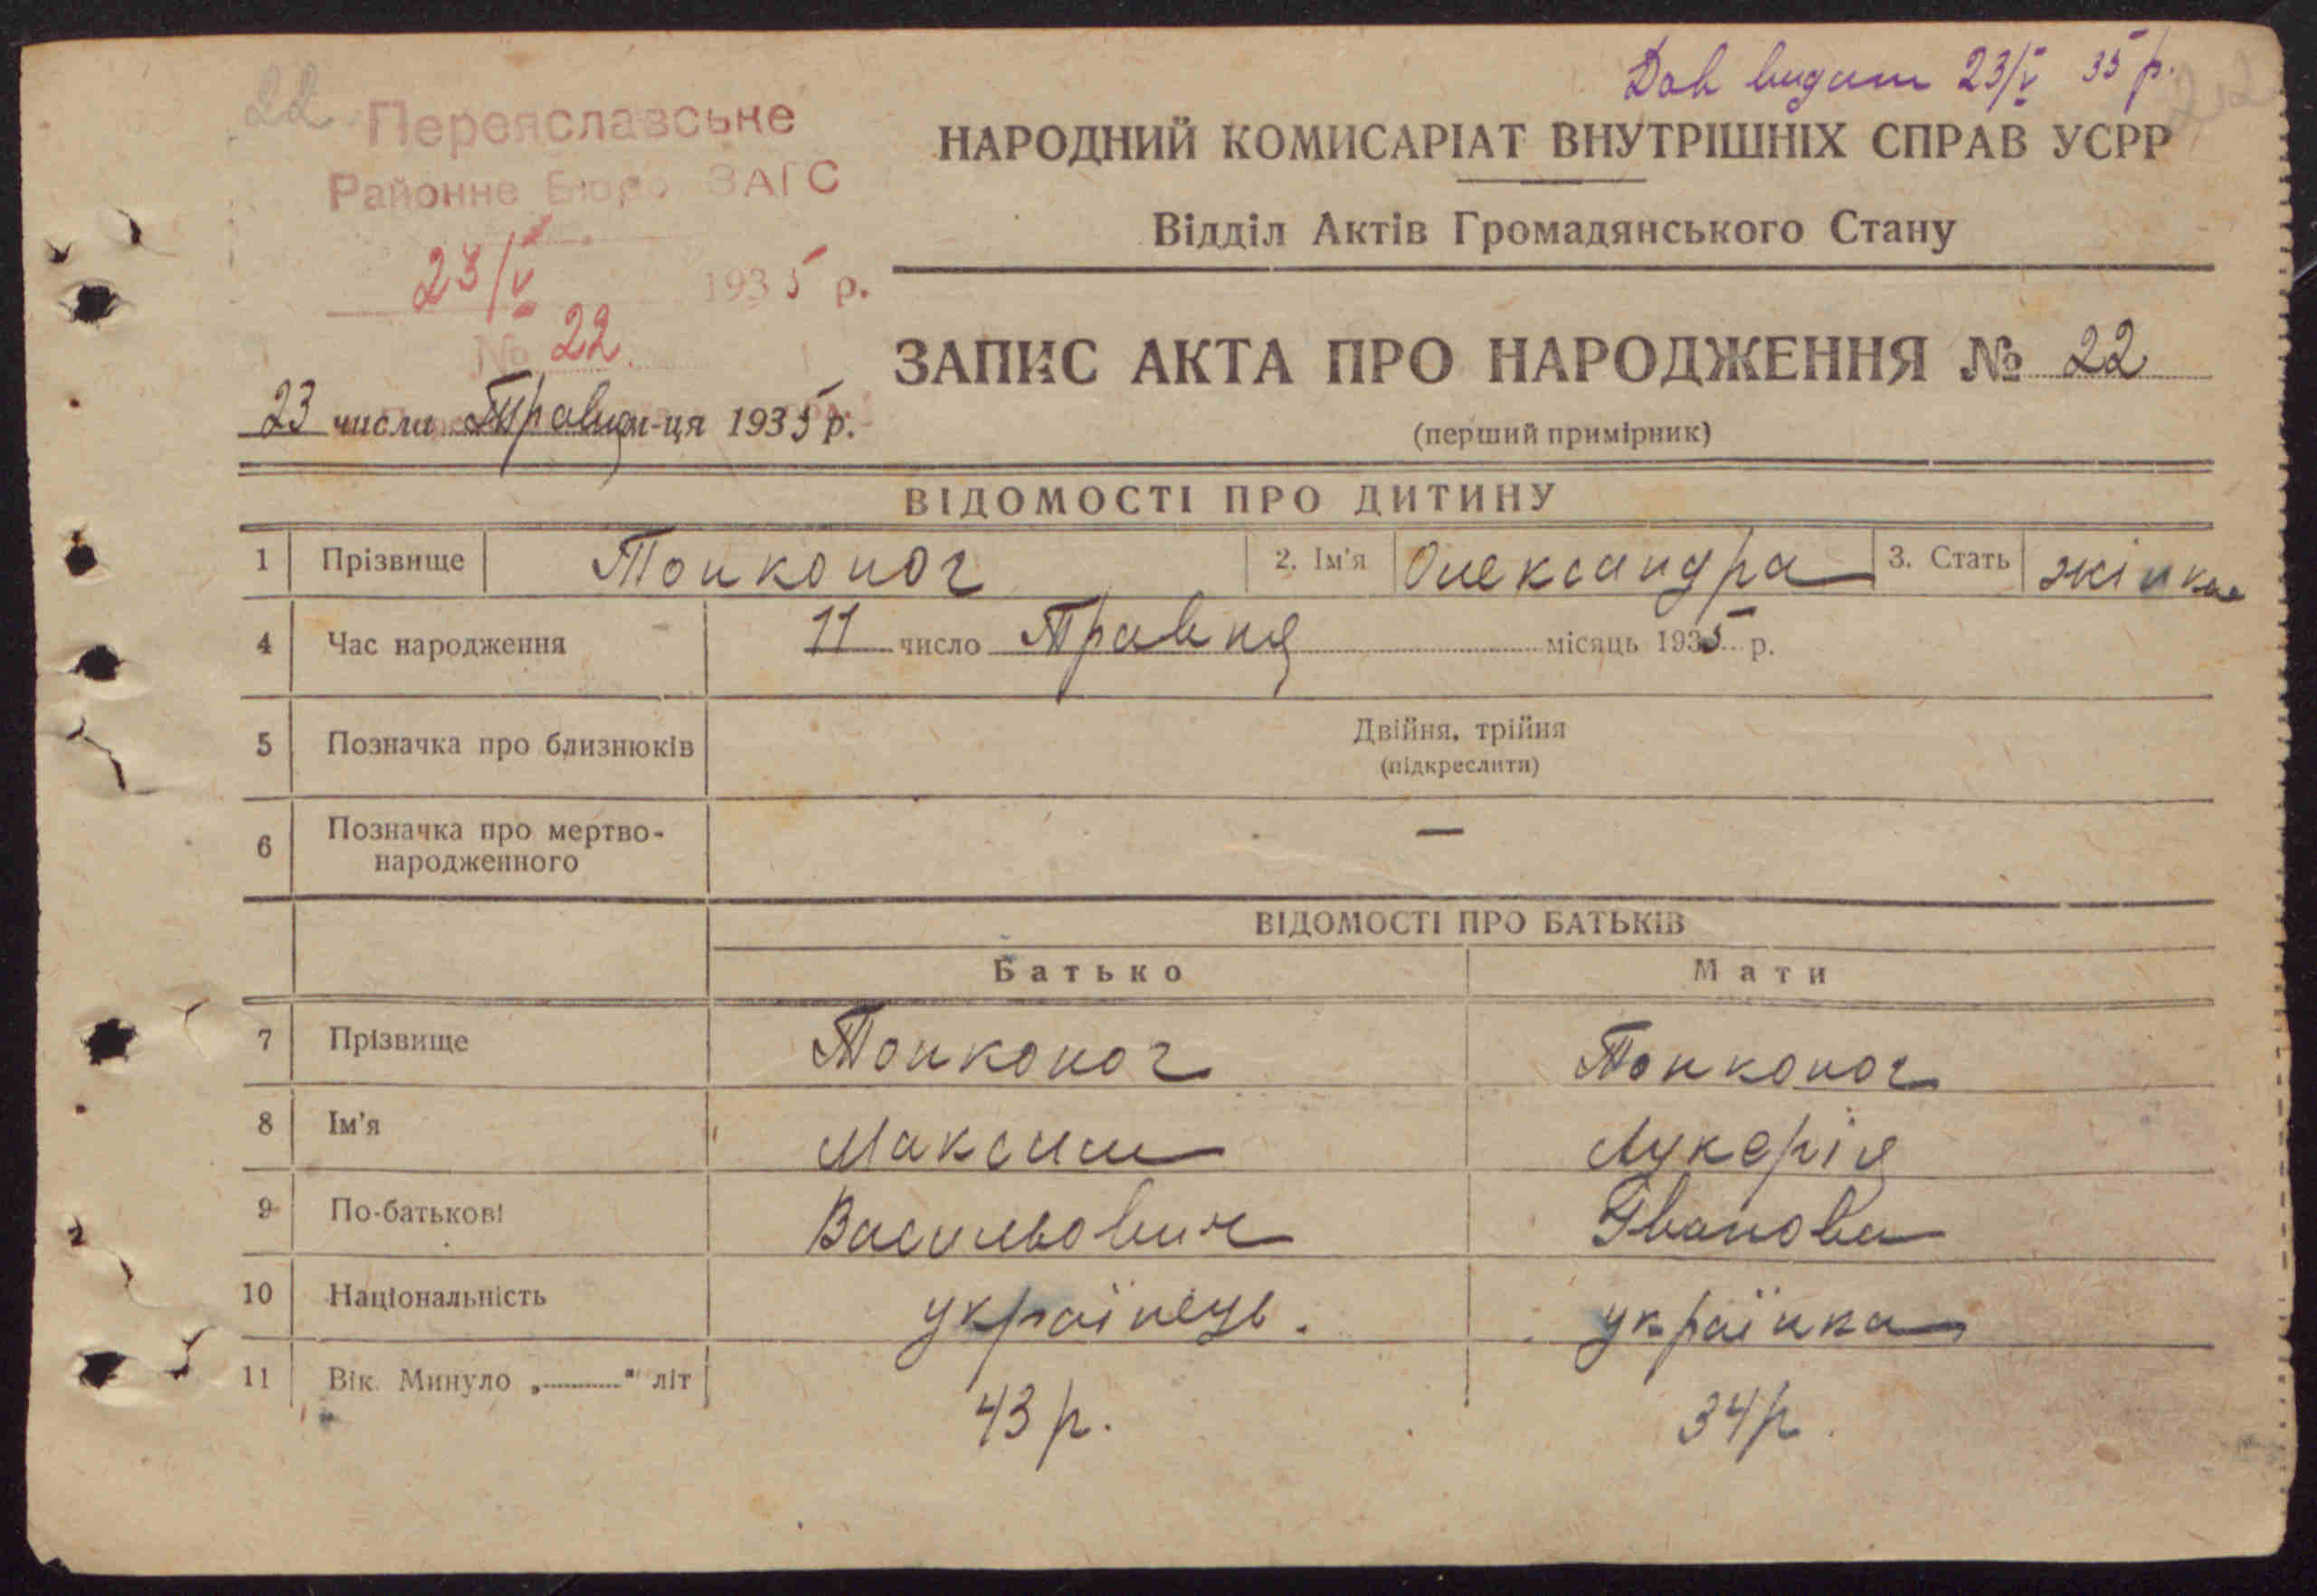 22
Дов видати 23/V 35 р.
Переяславське
Районне Бюро ЗАГС
23/V 1935 р.
№ 22
23 числа Травня м-ця 1935 р.
НАРОДНИЙ КОМИСАРІАТ ВНУТРІШНІХ СПРАВ УСРР
Відділ Актів Громадянського Стану
ЗАПИС АКТА ПРО НАРОДЖЕННЯ № 22
(перший примірник)
ВІДОМОСТІ ПРО ДИТИНУ
1 Прізвище Тонконог 2. Ім'я Олександра 3. Стать жінка
4 Час народження 11 число Травня місяць 1935 р.
5 Позначка про близнюків Двійня, трійня
(підкреслити)
6 Позначка про мертво-
народженного —
ВІДОМОСТІ ПРО БАТЬКІВ
Батько Мати
7 Прізвище Тонконог Тонконог
8 Ім'я Максим Лукерія
9 По-батькові Васильович Іванова
10 Національність українець. українка
11 Вік. Минуло „ “ літ 43 р. 34 р.